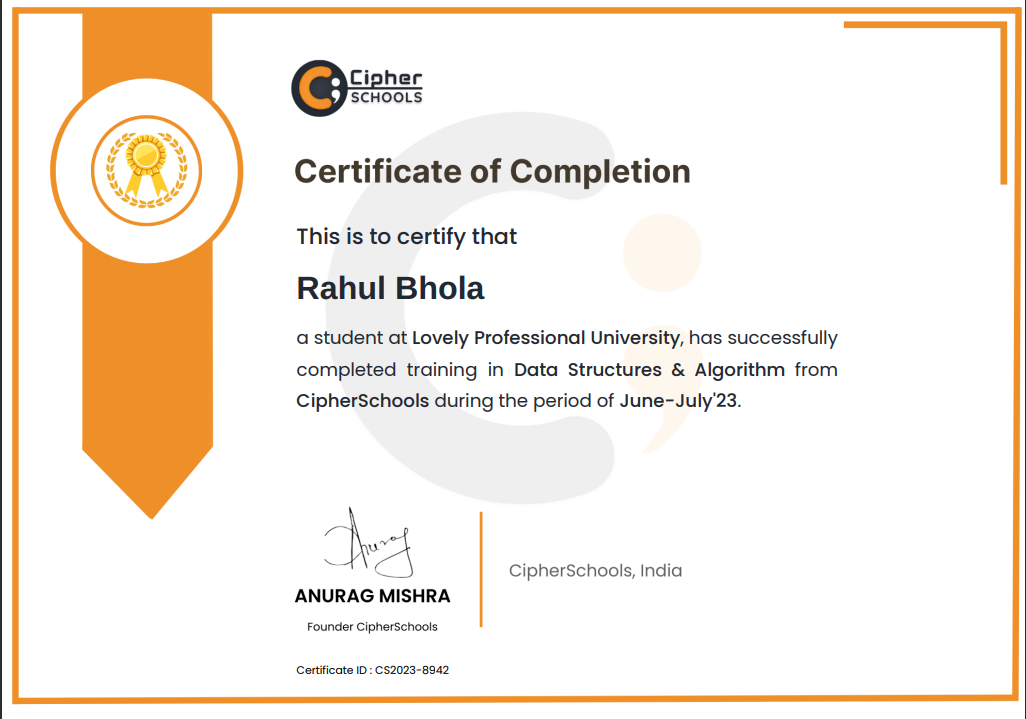 Cipher
SCHOOLS
Certificate of Completion
This is to certify that
Rahul Bhola
a student at Lovely Professional University, has successfully
completed training in Data Structures & Algorithm from
CipherSchools during the period of June-July'23.
Anurag
ANURAG MISHRA
Founder CipherSchools
CipherSchools, India
Certificate ID : CS2023-8942